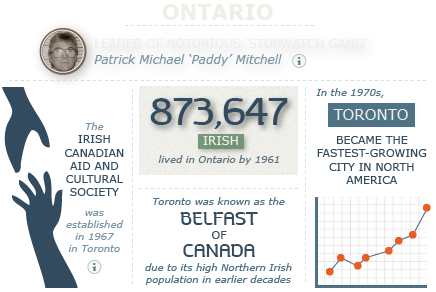 ONTARIO
LEADER OF NOTORIOUS 'STOPWATCH GANG'
Patrick Michael 'Paddy' Mitchell
The
IRISH
CANADIAN
AID AND
CULTURAL
SOCIETY
was
established
in 1967
in Toronto
873,647
IRISH
lived in Ontario by 1961
Toronto was known as the
BELFAST
OF
CANADA
due to its high Northern Irish
population in earlier decades
In the 1970s,
TORONTO
BECAME THE
FASTEST-GROWING
CITY IN NORTH
AMERICA